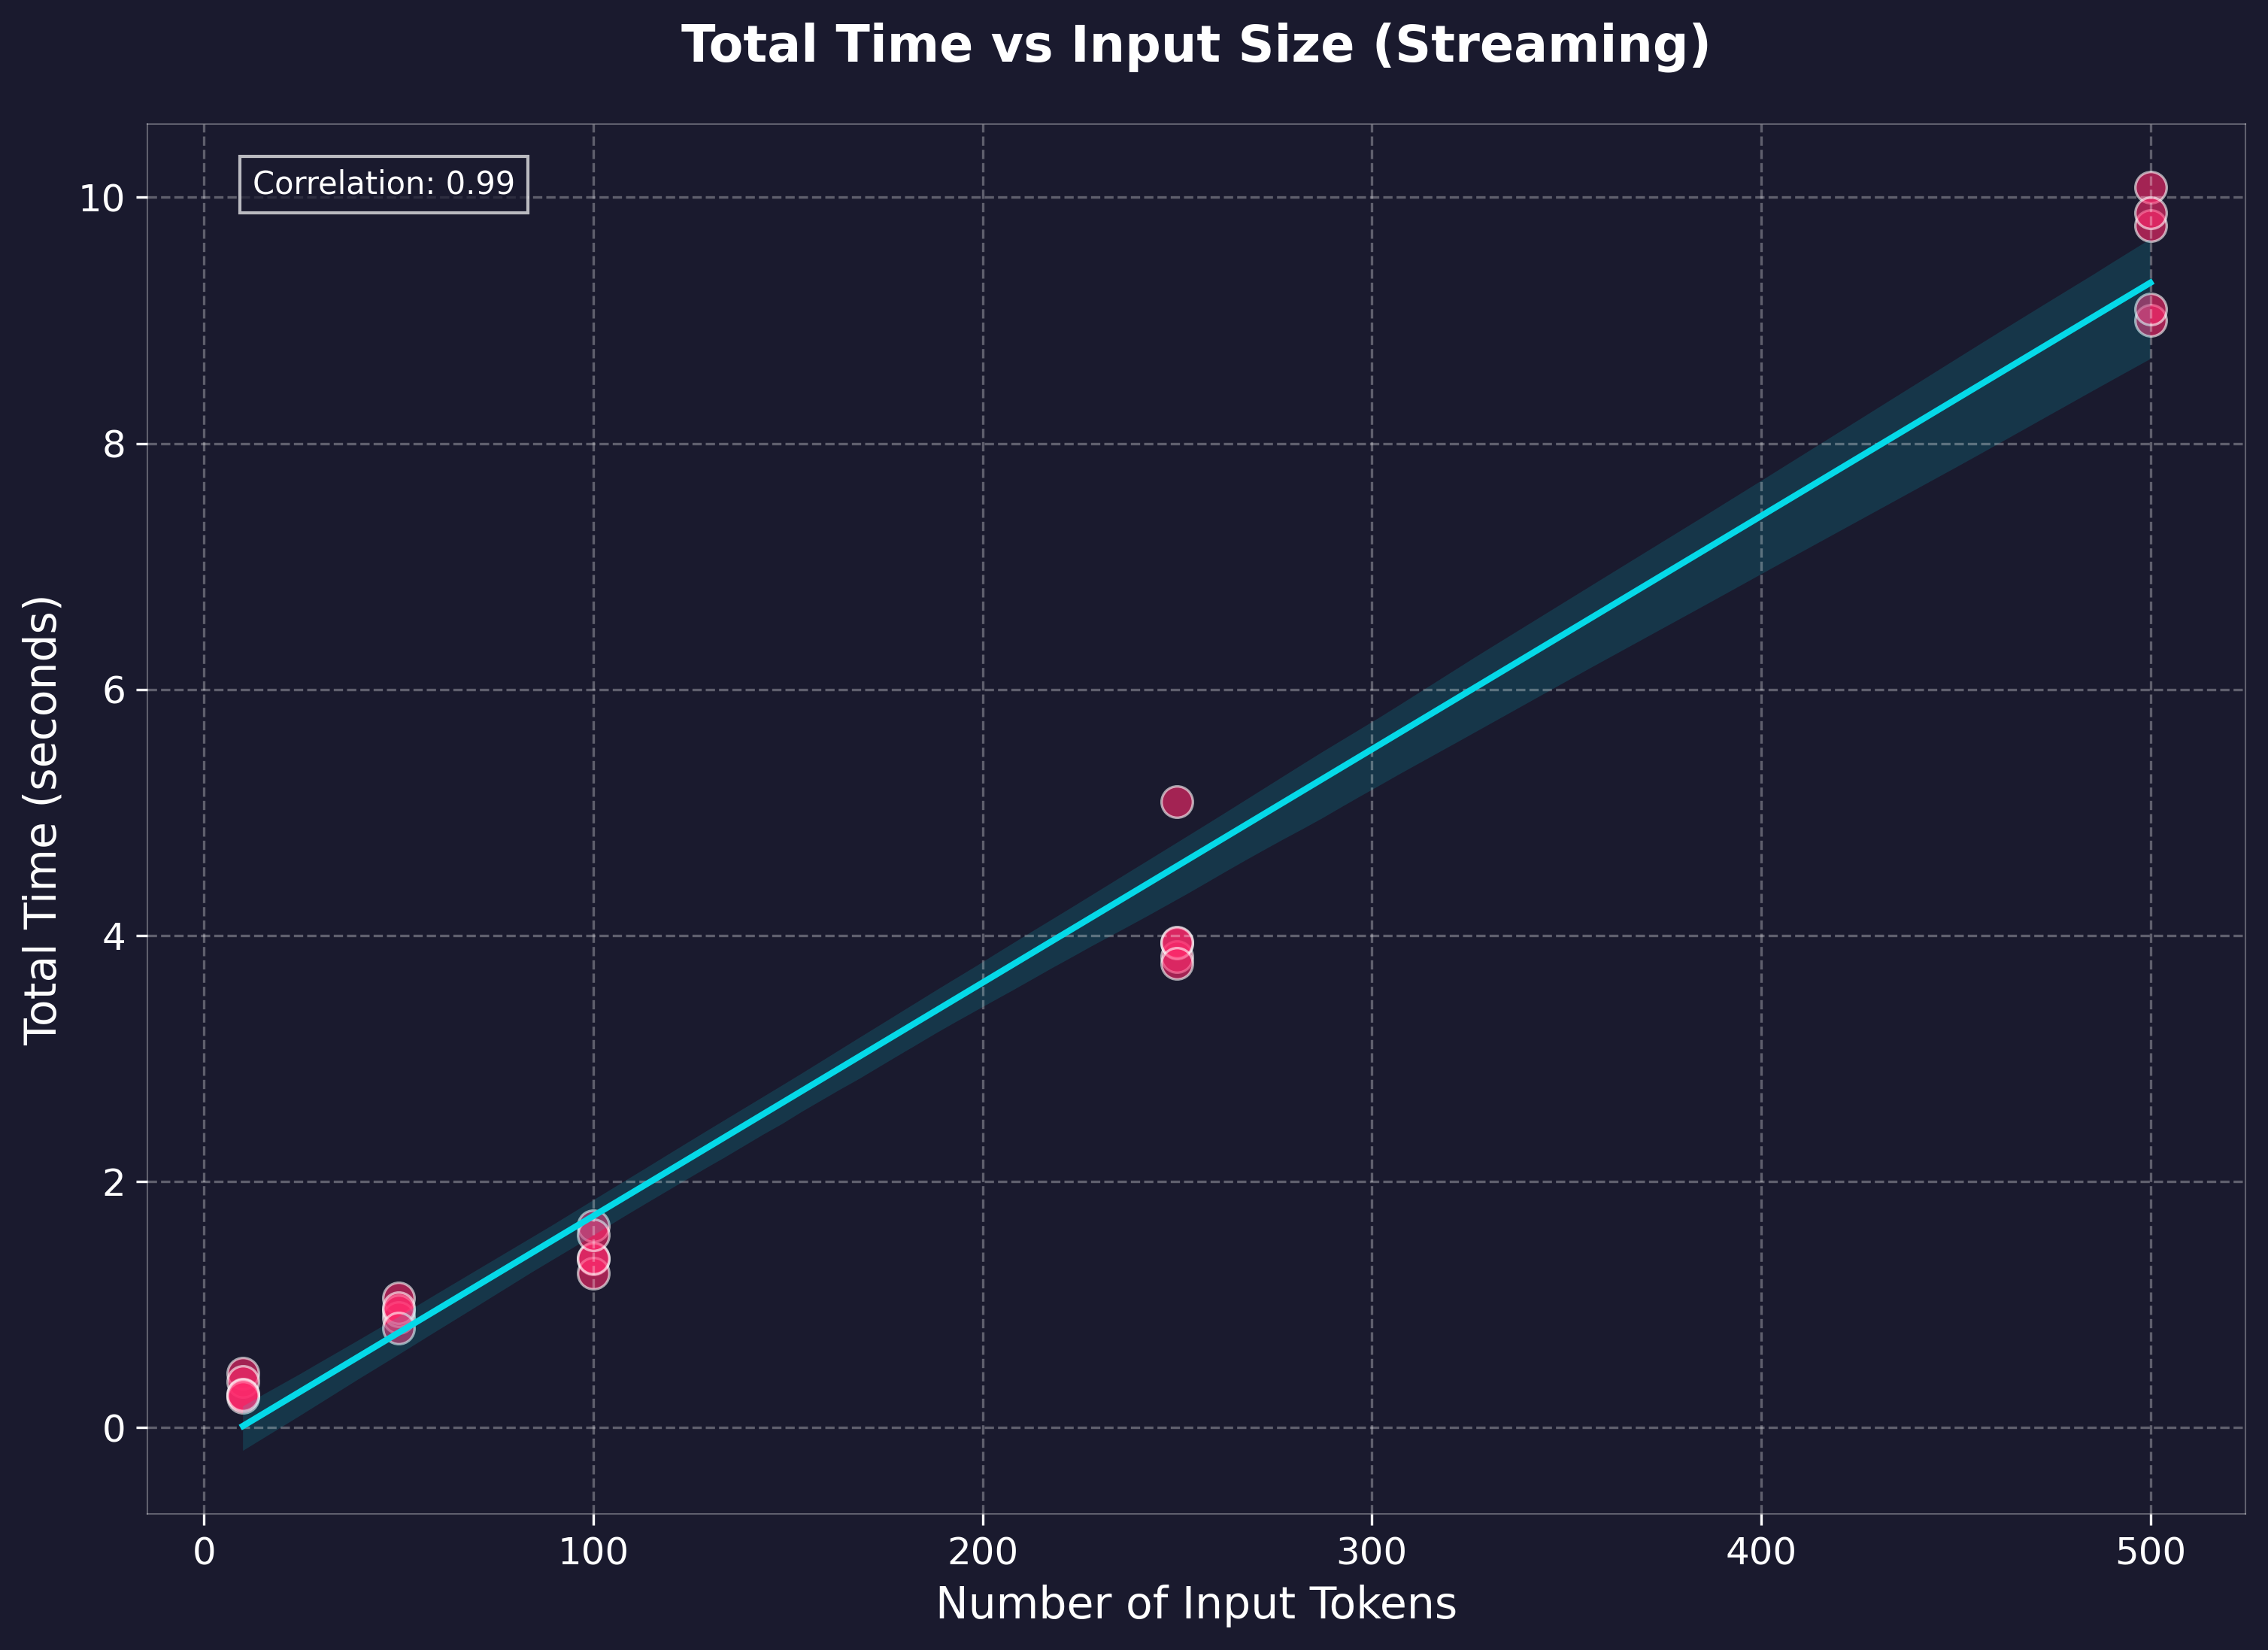 Total Time vs Input Size (Streaming)
Correlation: 0.99
10
8
6
4
2
0
Total Time (seconds)
0 100 200 300 400 500
Number of Input Tokens